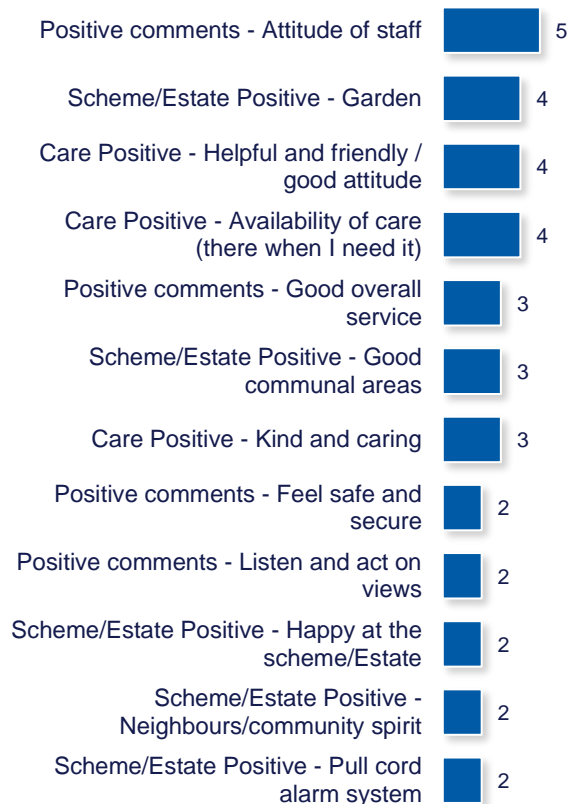 Positive comments - Attitude of staff 5
Scheme/Estate Positive - Garden 4
Care Positive - Helpful and friendly /
good attitude 4
Care Positive - Availability of care
(there when I need it) 4
Positive comments - Good overall
service 3
Scheme/Estate Positive - Good
communal areas 3
Care Positive - Kind and caring 3
Positive comments - Feel safe and
secure 2
Positive comments - Listen and act on
views 2
Scheme/Estate Positive - Happy at the
scheme/Estate 2
Scheme/Estate Positive -
Neighbours/community spirit 2
Scheme/Estate Positive - Pull cord
alarm system 2